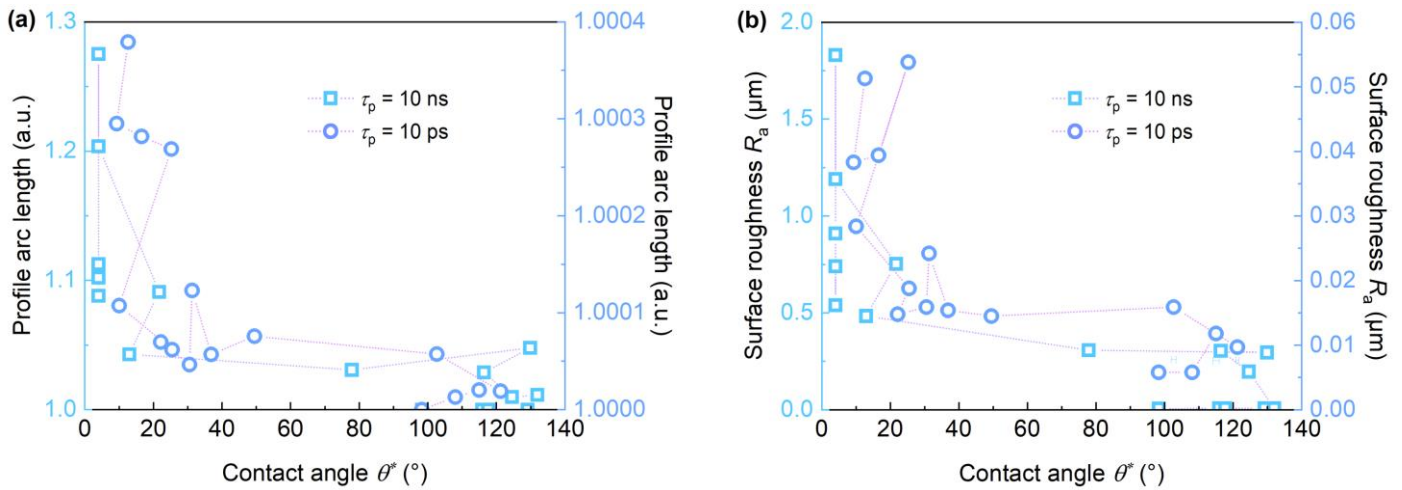 (a)
1.3
1.2
1.1
1.0
Profile arc length (a.u.)
1.0004
1.0003
1.0002
1.0001
1.0000
Profile arc length (a.u.)
τp = 10 ns
τp = 10 ps
0 20 40 60 80 100 120 140
Contact angle θ* (°)
(b)
2.0
1.5
1.0
0.5
0.0
Surface roughness Ra (μm)
0.06
0.05
0.04
0.03
0.02
0.01
0.00
Surface roughness Ra (μm)
τp = 10 ns
τp = 10 ps
0 20 40 60 80 100 120 140
Contact angle θ* (°)